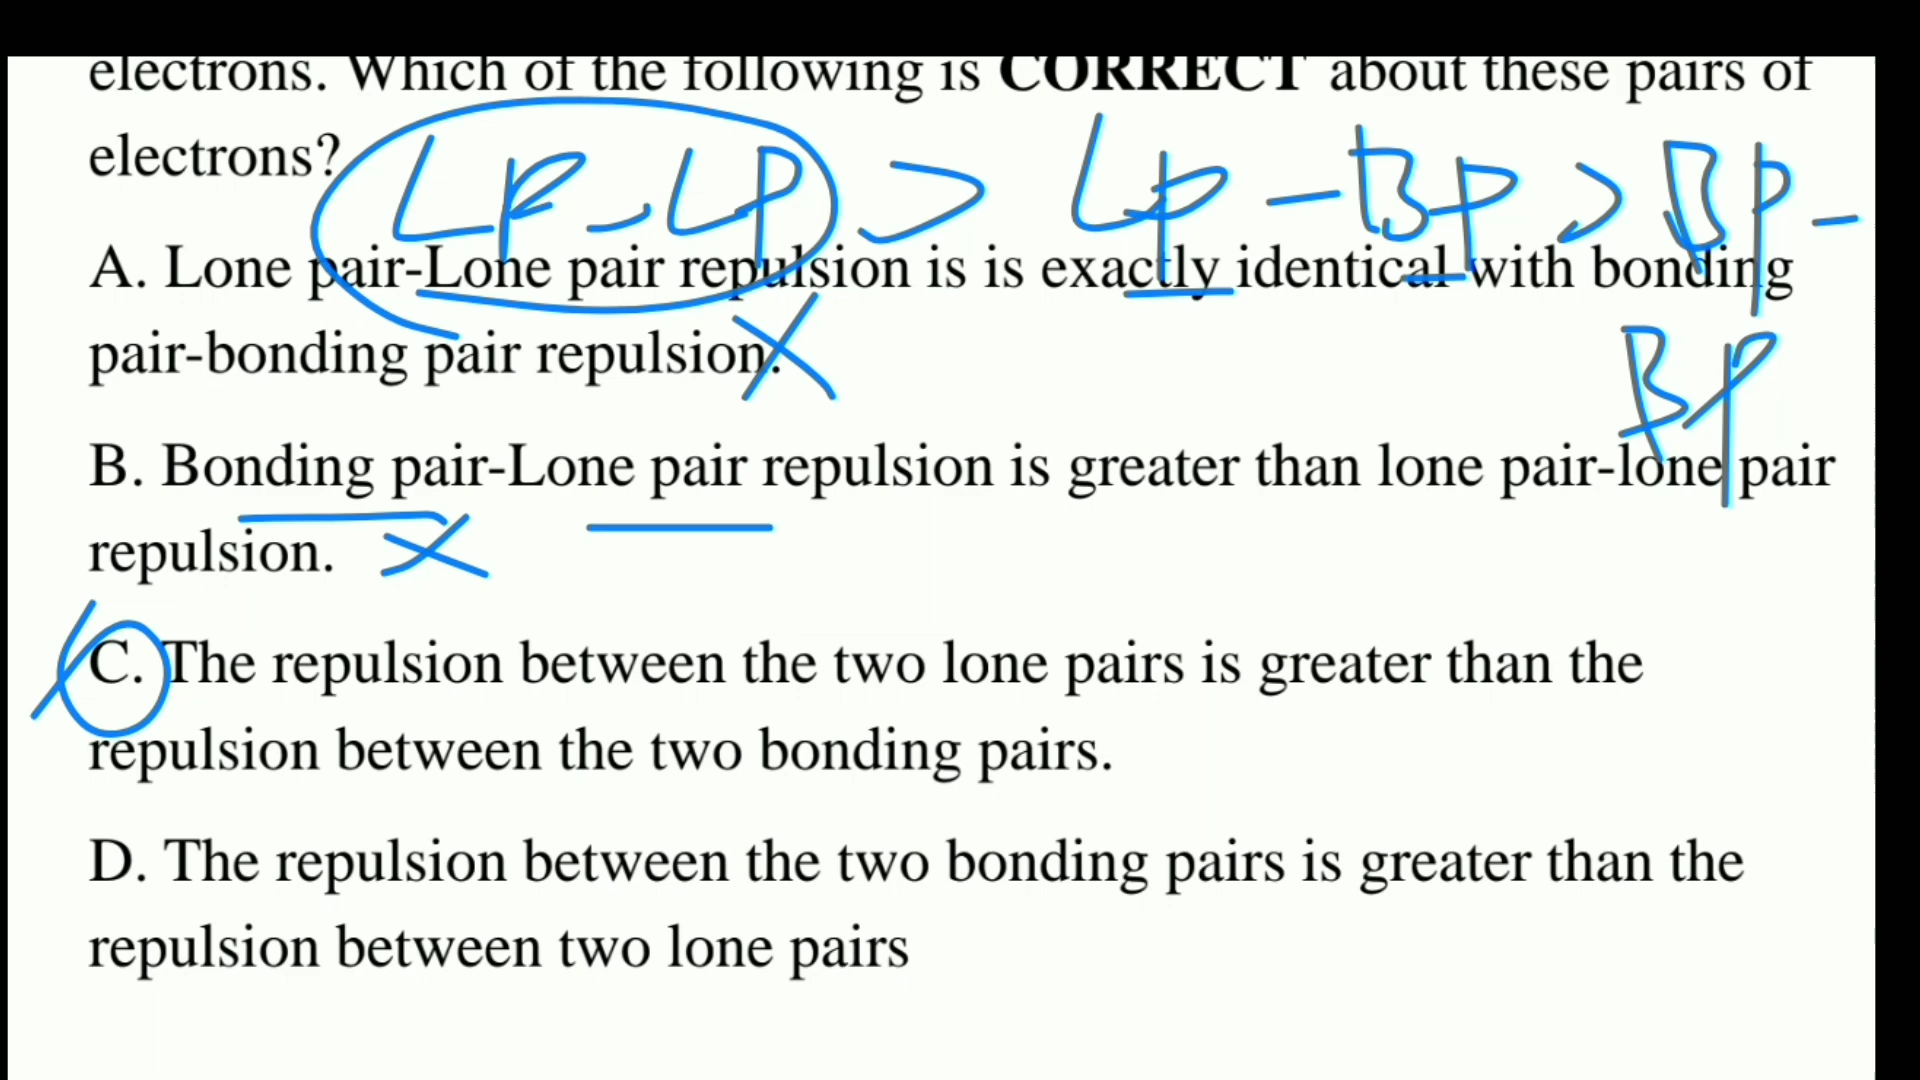 electrons. Which of the following is CORRECT about these pairs of
electrons?
Lp-LP > Lp-BP > BP-
BP
A. Lone pair-Lone pair repulsion is is exactly identical with bonding
pair-bonding pair repulsion.
B. Bonding pair-Lone pair repulsion is greater than lone pair-lone pair
repulsion.
C. The repulsion between the two lone pairs is greater than the
repulsion between the two bonding pairs.
D. The repulsion between the two bonding pairs is greater than the
repulsion between two lone pairs